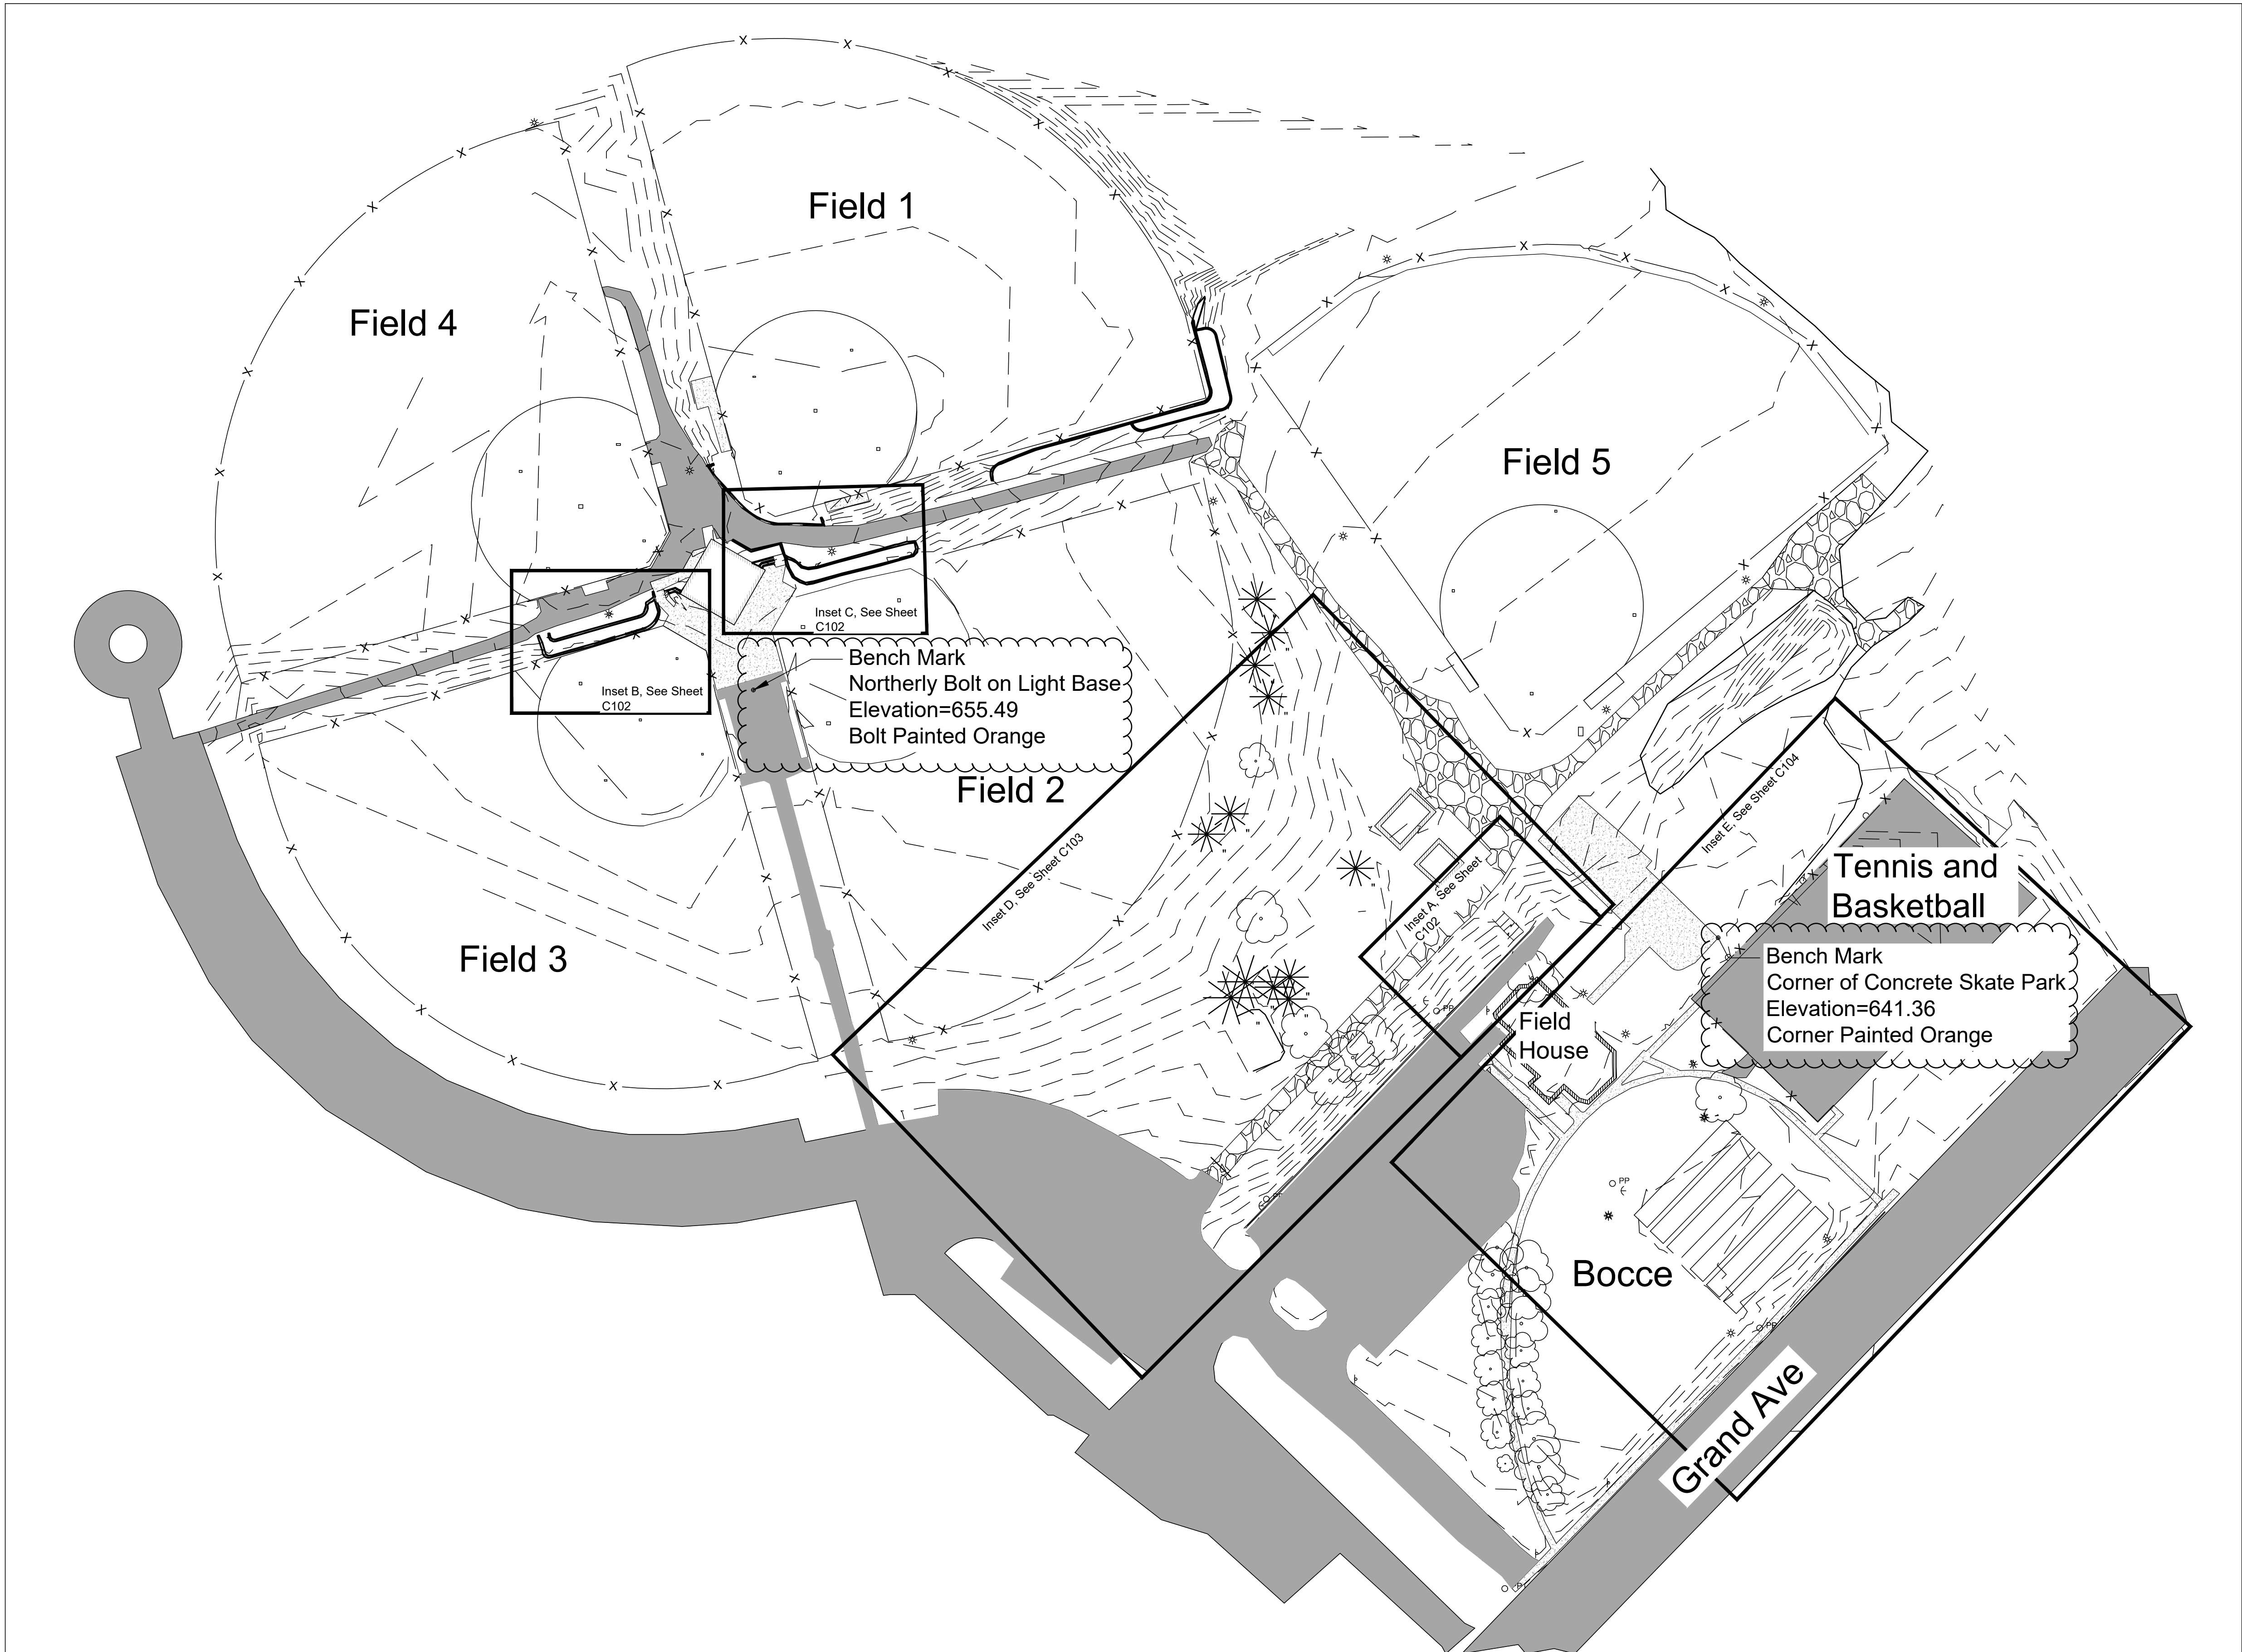 Field 1
Field 4
Field 5
Inset C, See Sheet
C102
Bench Mark
Northerly Bolt on Light Base
Elevation=655.49
Bolt Painted Orange
Inset B, See Sheet
C102
Field 2
Inset D, See Sheet C103
Inset E, See Sheet C104
Inset A, See Sheet
C102
Tennis and
Basketball
Bench Mark
Corner of Concrete Skate Park
Elevation=641.36
Corner Painted Orange
Field 3
Field
House
PP
PP
Bocce
PP
Grand Ave